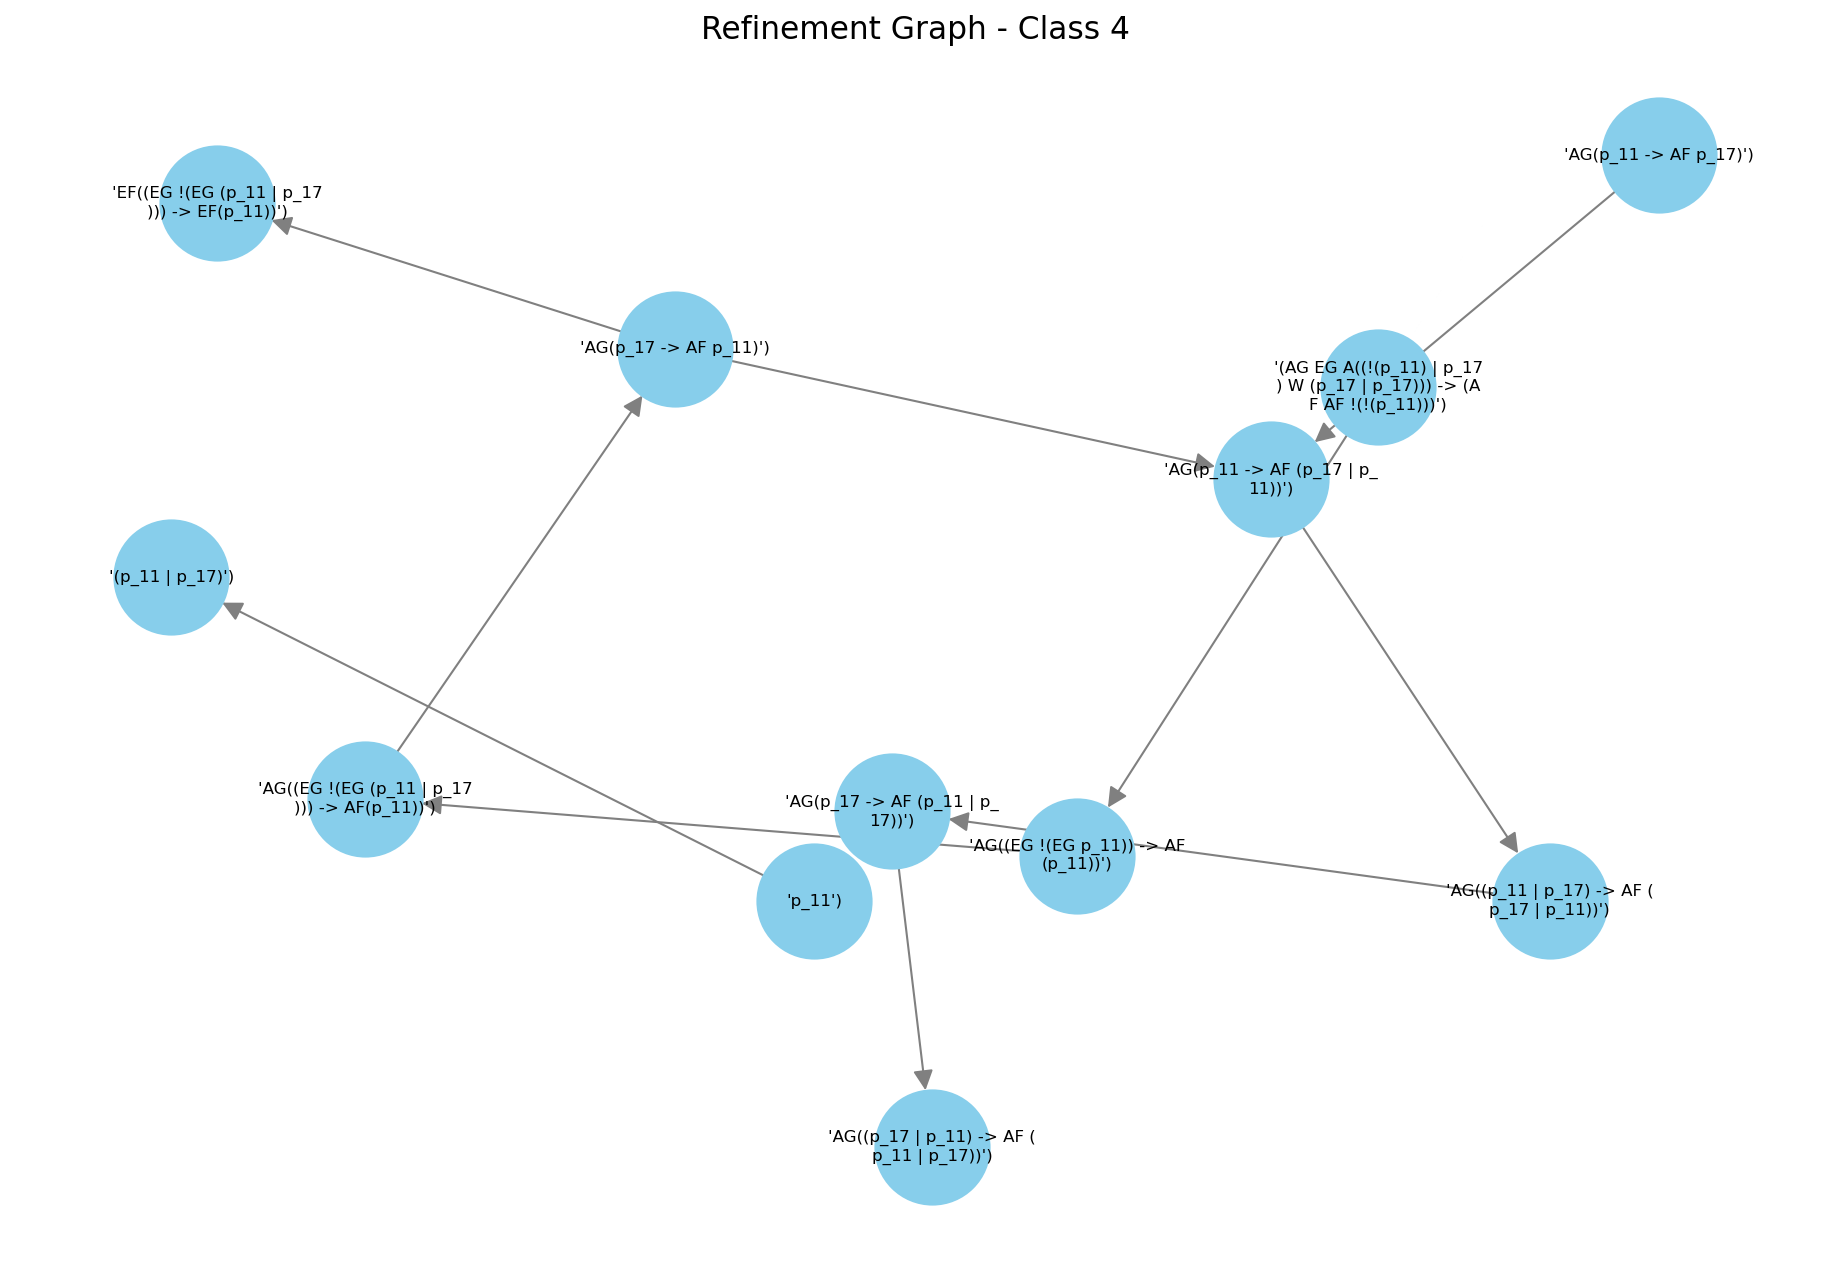 Refinement Graph - Class 4
'AG(p_11 -> AF p_17)')
'EF((EG !(EG (p_11 | p_17
))) -> EF(p_11))')
'AG(p_17 -> AF p_11)')
'(AG EG A((!(p_11) | p_17
) W (p_17 | p_17))) -> (A
F AF !(!(p_11)))')
'AG(p_11 -> AF (p_17 | p_
11))')
'(p_11 | p_17)')
'AG((EG !(EG (p_11 | p_17
))) -> AF(p_11))')
'AG(p_17 -> AF (p_11 | p_
17))')
'AG((EG !(EG p_11)) -> AF
(p_11))')
'p_11')
'AG((p_11 | p_17) -> AF (
p_17 | p_11))')
'AG((p_17 | p_11) -> AF (
p_11 | p_17))')